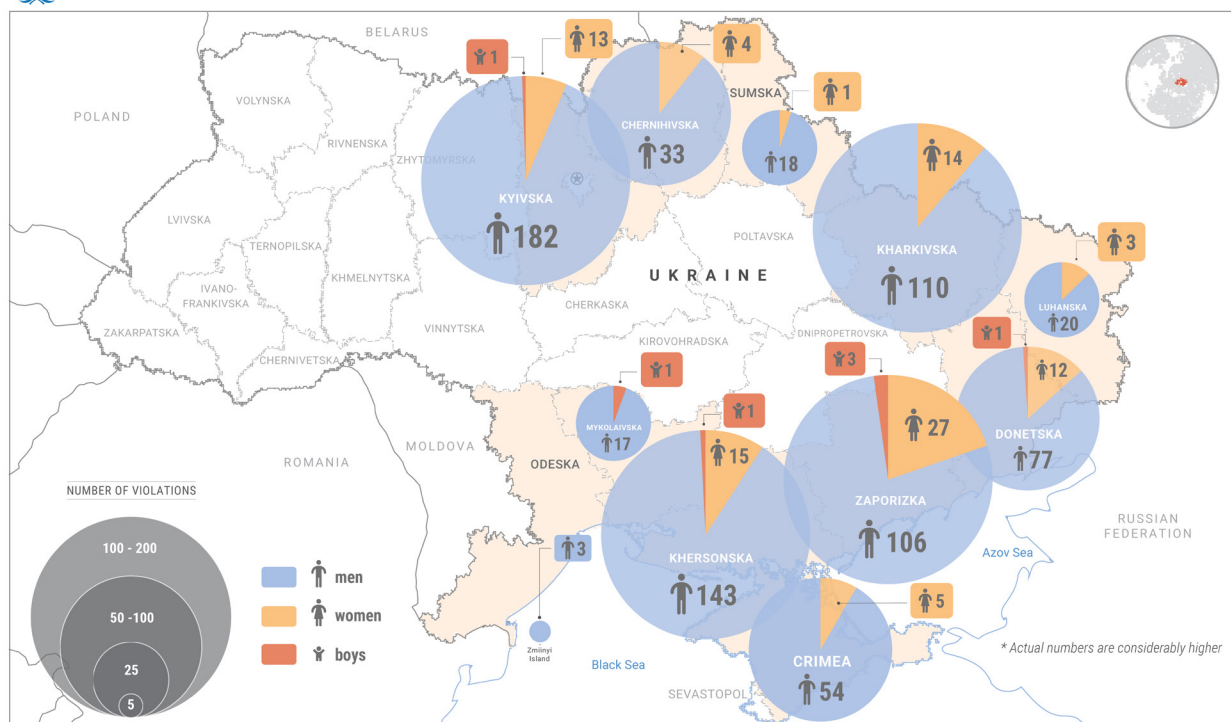 BELARUS
POLAND
VOLYNSKA
RIVNENSKA
ZHYTOMYRSKA
1
13
KYIVSKA
182
4
CHERNIHIVSKA
33
SUMSKA
1
18
14
KHARKIVSKA
110
3
LUHANSKA
20
LVIVSKA
TERNOPILSKA
KHMELNYTSKA
IVANO-
FRANKIVSKA
ZAKARPATSKA
CHERNIVETSKA
VINNYTSKA
UKRAINE
POLTAVSKA
CHERKASKA
KIROVOHRADSKA
DNIPROPETROVSKA
1
12
DONETSKA
77
3
27
ZAPORIZKA
106
1
MYKOLAIVSKA
17
1
15
KHERSONSKA
143
MOLDOVA
ROMANIA
ODESKA
3
Zmiinyi
Island
Black Sea
Azov Sea
RUSSIAN
FEDERATION
5
CRIMEA
54
SEVASTOPOL
* Actual numbers are considerably higher
NUMBER OF VIOLATIONS
100 - 200
50 -100
25
5
men
women
boys